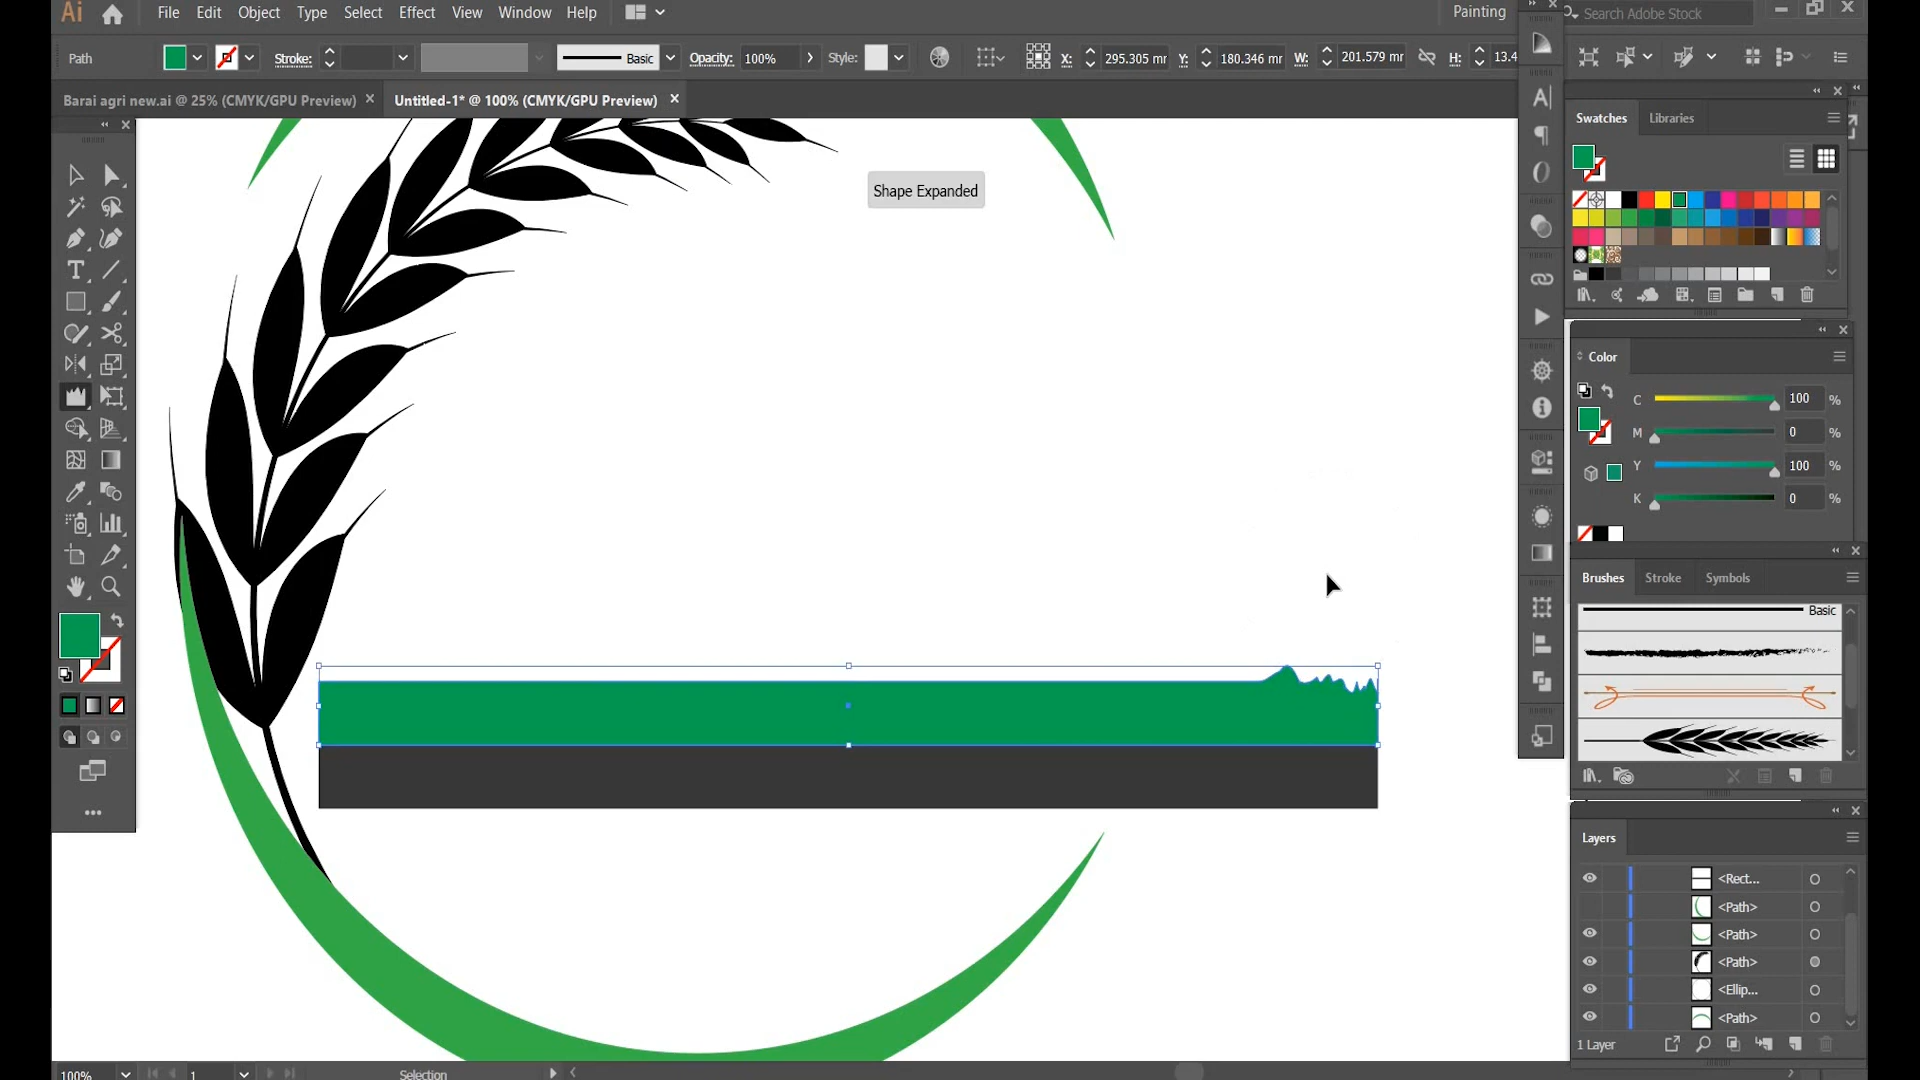 Ai File Edit Object Type Select Effect View Window Help Painting Search Adobe Stock
Path Stroke: Basic Opacity: 100% Style: X: 295.305 mr Y: 180.346 mr W: 201.579 mr H: 13.4
Barai agri new.ai @ 25% (CMYK/GPU Preview) Untitled-1* @ 100% (CMYK/GPU Preview)
Swatches Libraries
Shape Expanded
Color
C 100 %
M 0 %
Y 100 %
K 0 %
Brushes Stroke Symbols
Basic
Layers
<Rect...
<Path>
<Path>
<Path>
<Ellip...
<Path>
1 Layer
100% 1 Selection